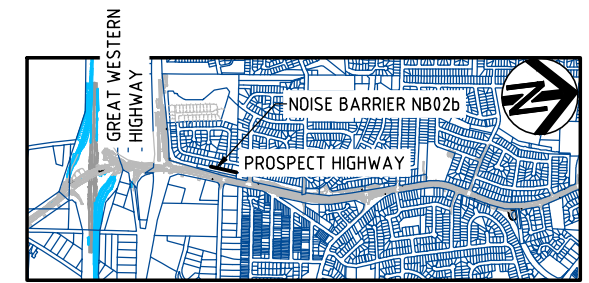 GREAT WESTERN
HIGHWAY
NOISE BARRIER NB02b
PROSPECT HIGHWAY
N